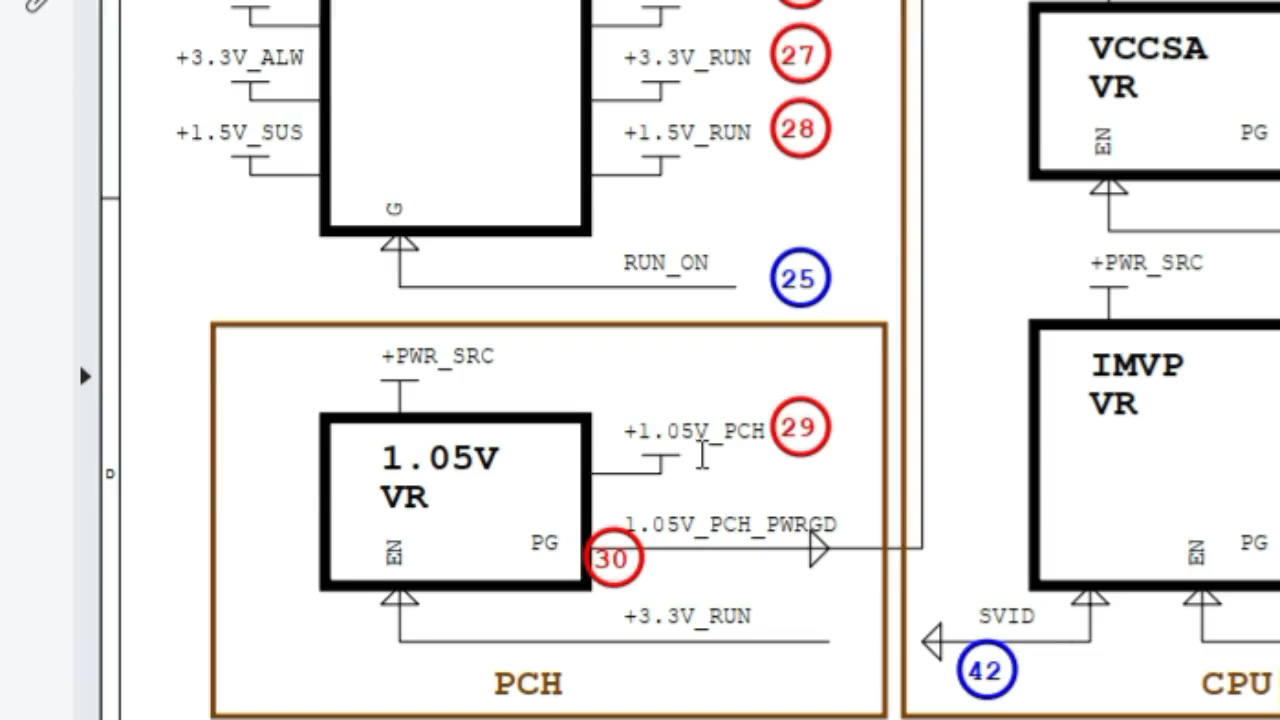 +3.3V_ALW
+3.3V_RUN
27
+1.5V_SUS
+1.5V_RUN
28
G
RUN_ON
25
+PWR_SRC
+1.05V_PCH
29
1.05V
VR
1.05V_PCH_PWRGD
EN
PG
30
+3.3V_RUN
PCH
D
VCCSA
VR
EN
PG
+PWR_SRC
IMVP
VR
EN
PG
SVID
42
CPU